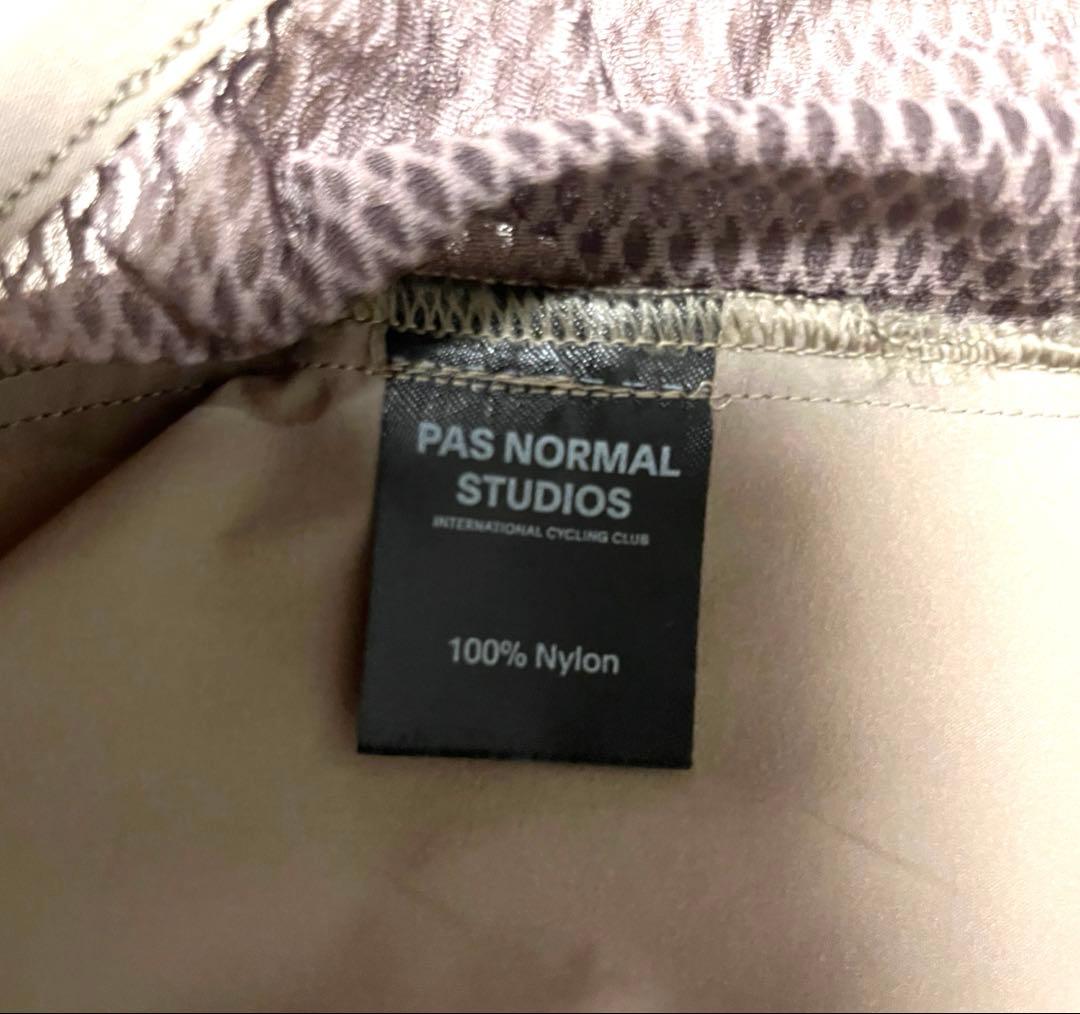 PAS NORMAL
STUDIOS
INTERNATIONAL CYCLING CLUB
100% Nylon